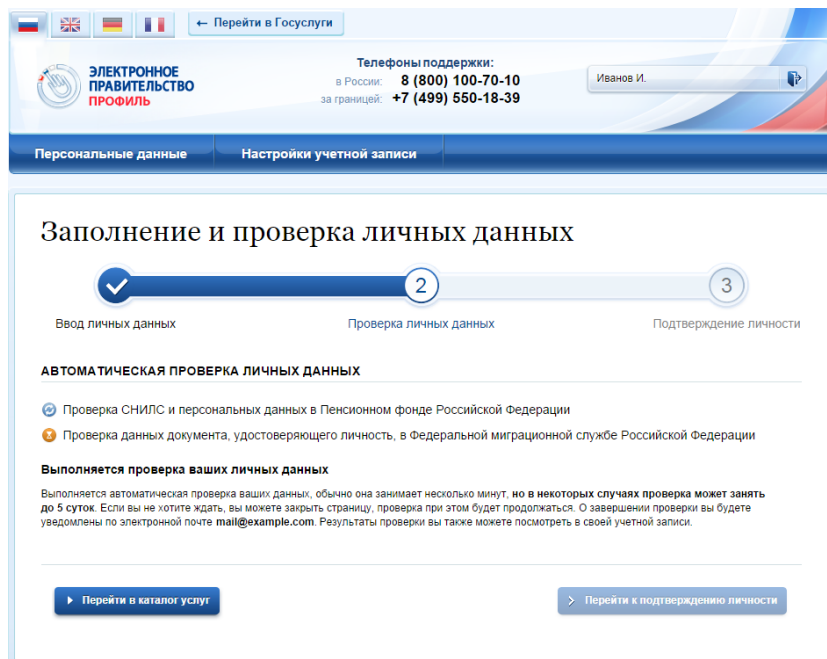 ← Перейти в Госуслуги
ЭЛЕКТРОННОЕ
ПРАВИТЕЛЬСТВО
ПРОФИЛЬ
Телефоны поддержки:
в России: 8 (800) 100-70-10
за границей: +7 (499) 550-18-39
Иванов И.
Персональные данные Настройки учетной записи
Заполнение и проверка личных данных
2 3
Ввод личных данных Проверка личных данных Подтверждение личности
АВТОМАТИЧЕСКАЯ ПРОВЕРКА ЛИЧНЫХ ДАННЫХ
Проверка СНИЛС и персональных данных в Пенсионном фонде Российской Федерации
Проверка данных документа, удостоверяющего личность, в Федеральной миграционной службе Российской Федерации
Выполняется проверка ваших личных данных
Выполняется автоматическая проверка ваших данных, обычно она занимает несколько минут, но в некоторых случаях проверка может занять
до 5 суток. Если вы не хотите ждать, вы можете закрыть страницу, проверка при этом будет продолжаться. О завершении проверки вы будете
уведомлены по электронной почте mail@example.com. Результаты проверки вы также можете посмотреть в своей учетной записи.
Перейти в каталог услуг Перейти к подтверждению личности